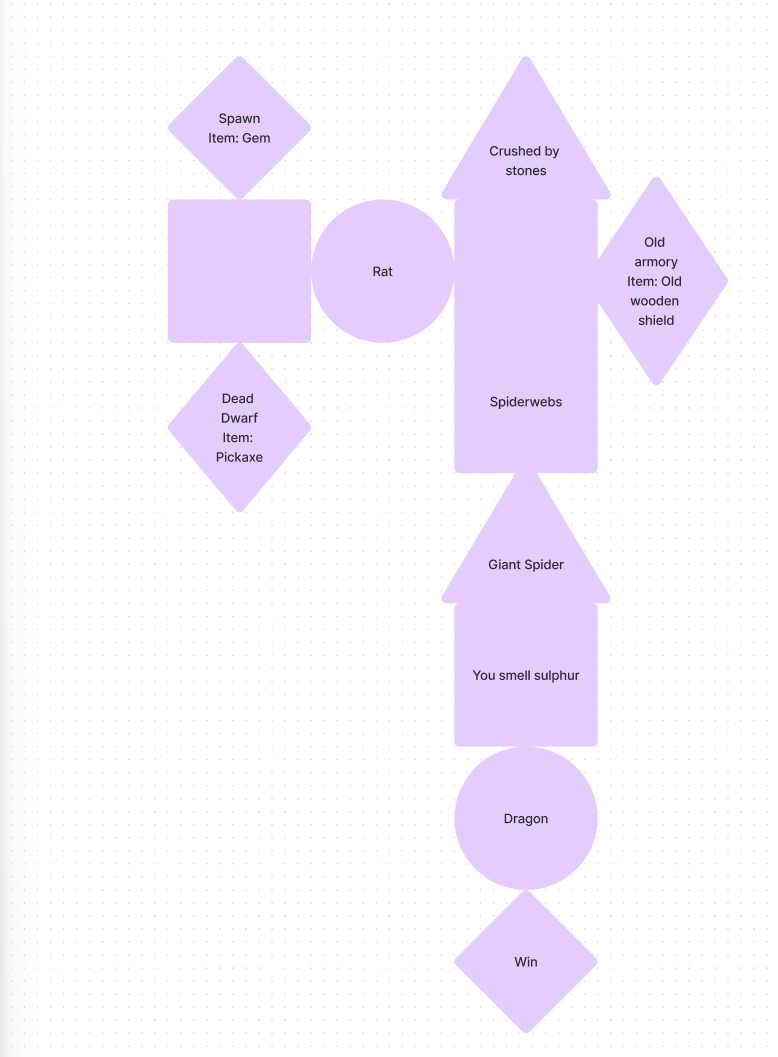 Spawn
Item: Gem
Crushed by
stones
Old
armory
Item: Old
wooden
shield
Rat
Spiderwebs
Dead
Dwarf
Item:
Pickaxe
Giant Spider
You smell sulphur
Dragon
Win